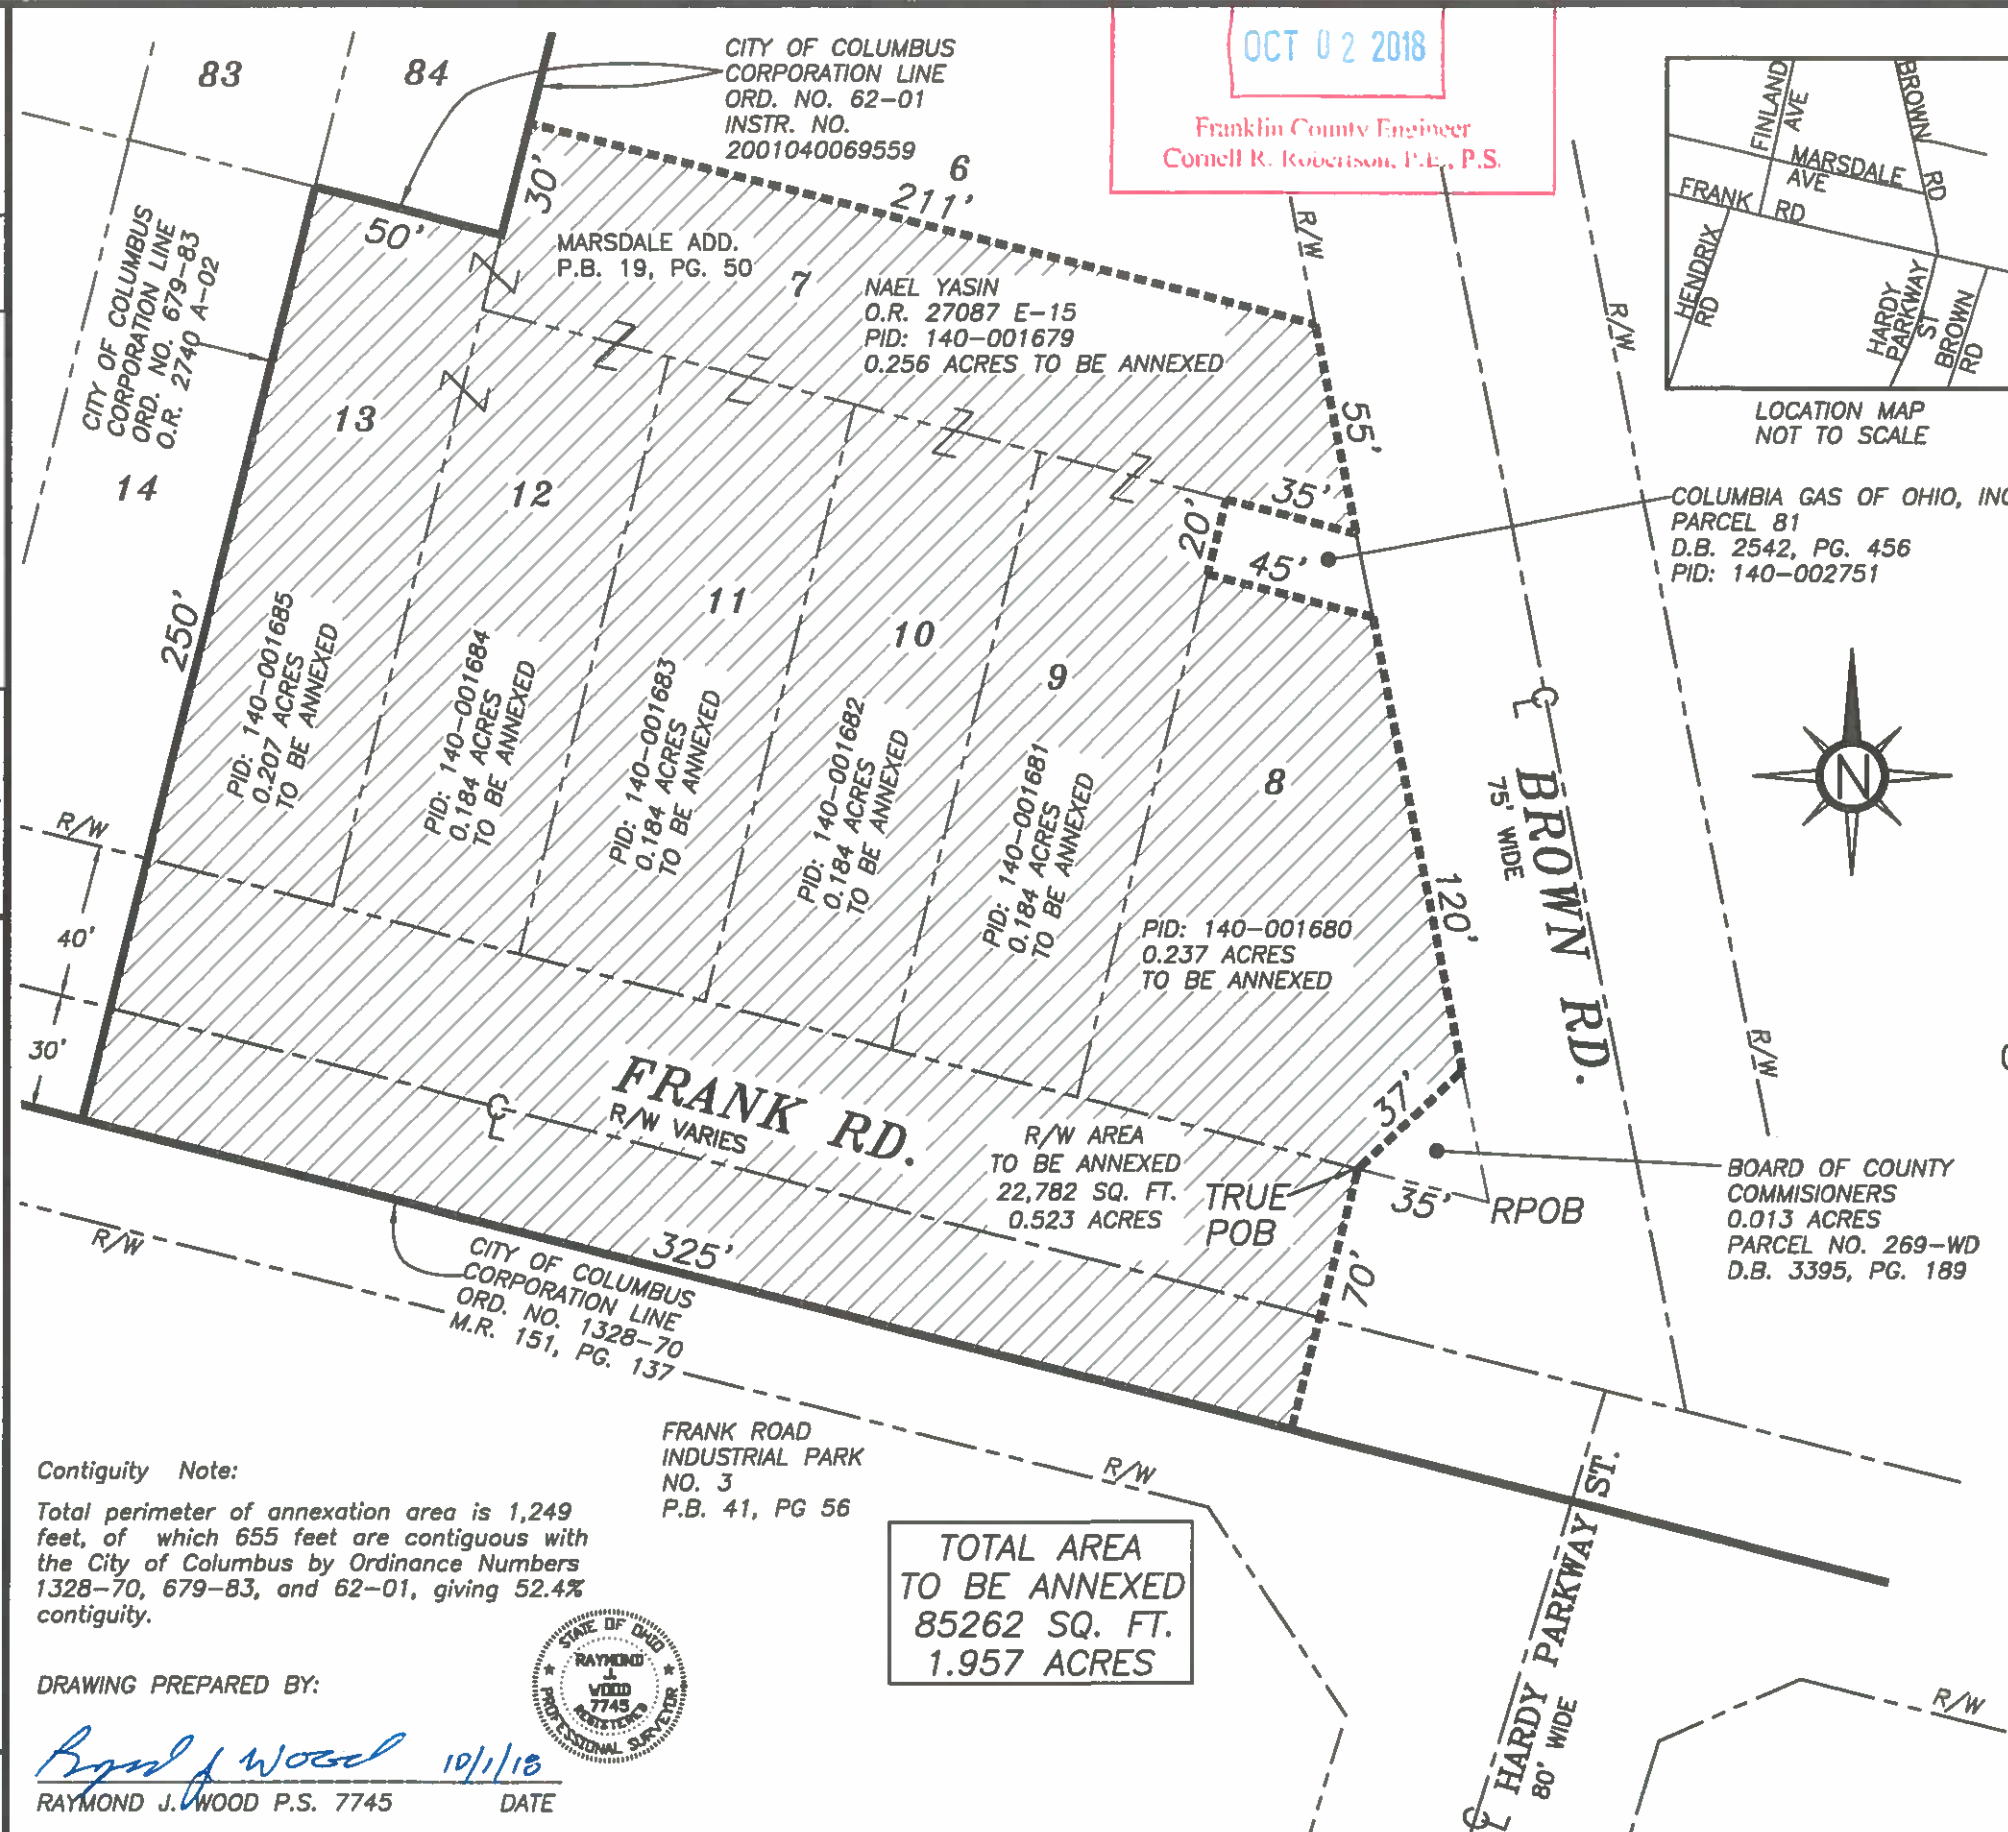 83
84
CITY OF COLUMBUS
CORPORATION LINE
ORD. NO. 62-01
INSTR. NO.
2001040069559
OCT 02 2018
Franklin County Engineer
Cornell R. Robertson, P.E., P.S.
FINLAND
AVE
BROWN
RD
MARSDALE
AVE
FRANK RD
HENDRIX
RD
HARDY
PARKWAY
ST
BROWN
RD
LOCATION MAP
NOT TO SCALE
6
211'
30'
50'
CITY OF COLUMBUS
CORPORATION LINE
ORD. NO. 679-83
O.R. 2740 A-02
14
MARSDALE ADD.
P.B. 19, PG. 50
7
NAEL YASIN
O.R. 27087 E-15
PID: 140-001679
0.256 ACRES TO BE ANNEXED
R/W
R/W
55'
35'
20'
45'
COLUMBIA GAS OF OHIO, INC
PARCEL 81
D.B. 2542, PG. 456
PID: 140-002751
13
12
11
10
9
8
250'
PID: 140-001685
0.207 ACRES
TO BE ANNEXED
PID: 140-001684
0.184 ACRES
TO BE ANNEXED
PID: 140-001683
0.184 ACRES
TO BE ANNEXED
PID: 140-001682
0.184 ACRES
TO BE ANNEXED
PID: 140-001681
0.184 ACRES
TO BE ANNEXED
PID: 140-001680
0.237 ACRES
TO BE ANNEXED
120'
CL
BROWN RD.
75' WIDE
N
R/W
R/W
40'
30'
CL
FRANK RD.
R/W VARIES
R/W AREA
TO BE ANNEXED
22,782 SQ. FT.
0.523 ACRES
TRUE
POB
37'
35'
RPOB
70'
BOARD OF COUNTY
COMMISIONERS
0.013 ACRES
PARCEL NO. 269-WD
D.B. 3395, PG. 189
R/W
325'
CITY OF COLUMBUS
CORPORATION LINE
ORD. NO. 1328-70
M.R. 151, PG. 137
FRANK ROAD
INDUSTRIAL PARK
NO. 3
P.B. 41, PG 56
R/W
Contiguity Note:
Total perimeter of annexation area is 1,249
feet, of which 655 feet are contiguous with
the City of Columbus by Ordinance Numbers
1328-70, 679-83, and 62-01, giving 52.4%
contiguity.
TOTAL AREA
TO BE ANNEXED
85262 SQ. FT.
1.957 ACRES
CL
HARDY PARKWAY ST.
80' WIDE
R/W
DRAWING PREPARED BY:
STATE OF OHIO
RAYMOND
J.
WOOD
7745
REGISTERED
PROFESSIONAL SURVEYOR
Raymond J Wood 10/1/18
RAYMOND J. WOOD P.S. 7745
DATE